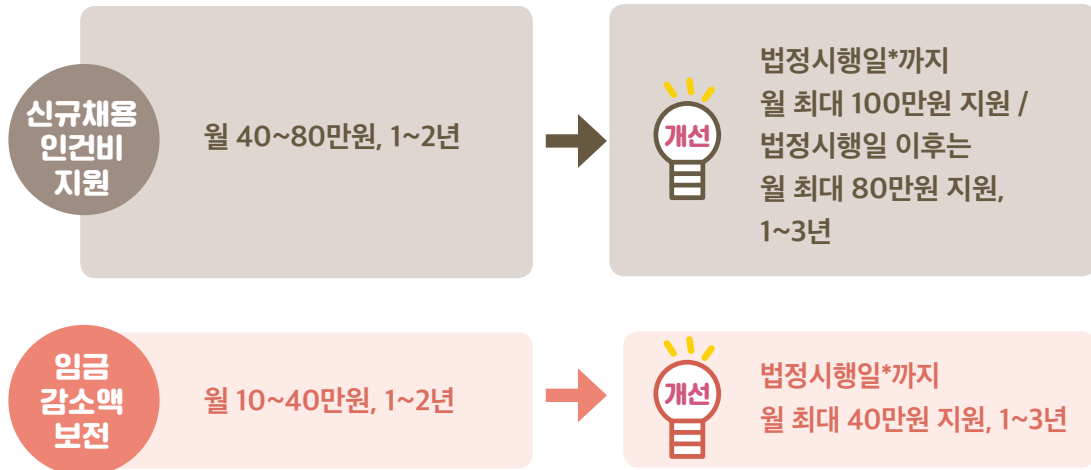 신규채용
인건비
지원
월 40~80만원, 1~2년
개선
법정시행일*까지
월 최대 100만원 지원 /
법정시행일 이후는
월 최대 80만원 지원,
1~3년
임금
감소액
보전
월 10~40만원, 1~2년
개선
법정시행일*까지
월 최대 40만원 지원, 1~3년